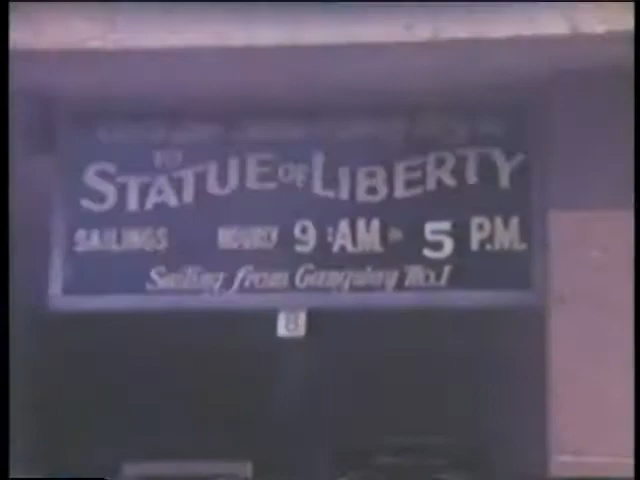 TO
STATUE OF LIBERTY
SAILINGS HOURLY 9 AM 5 P.M.
Sailing from Gangway No.1
8